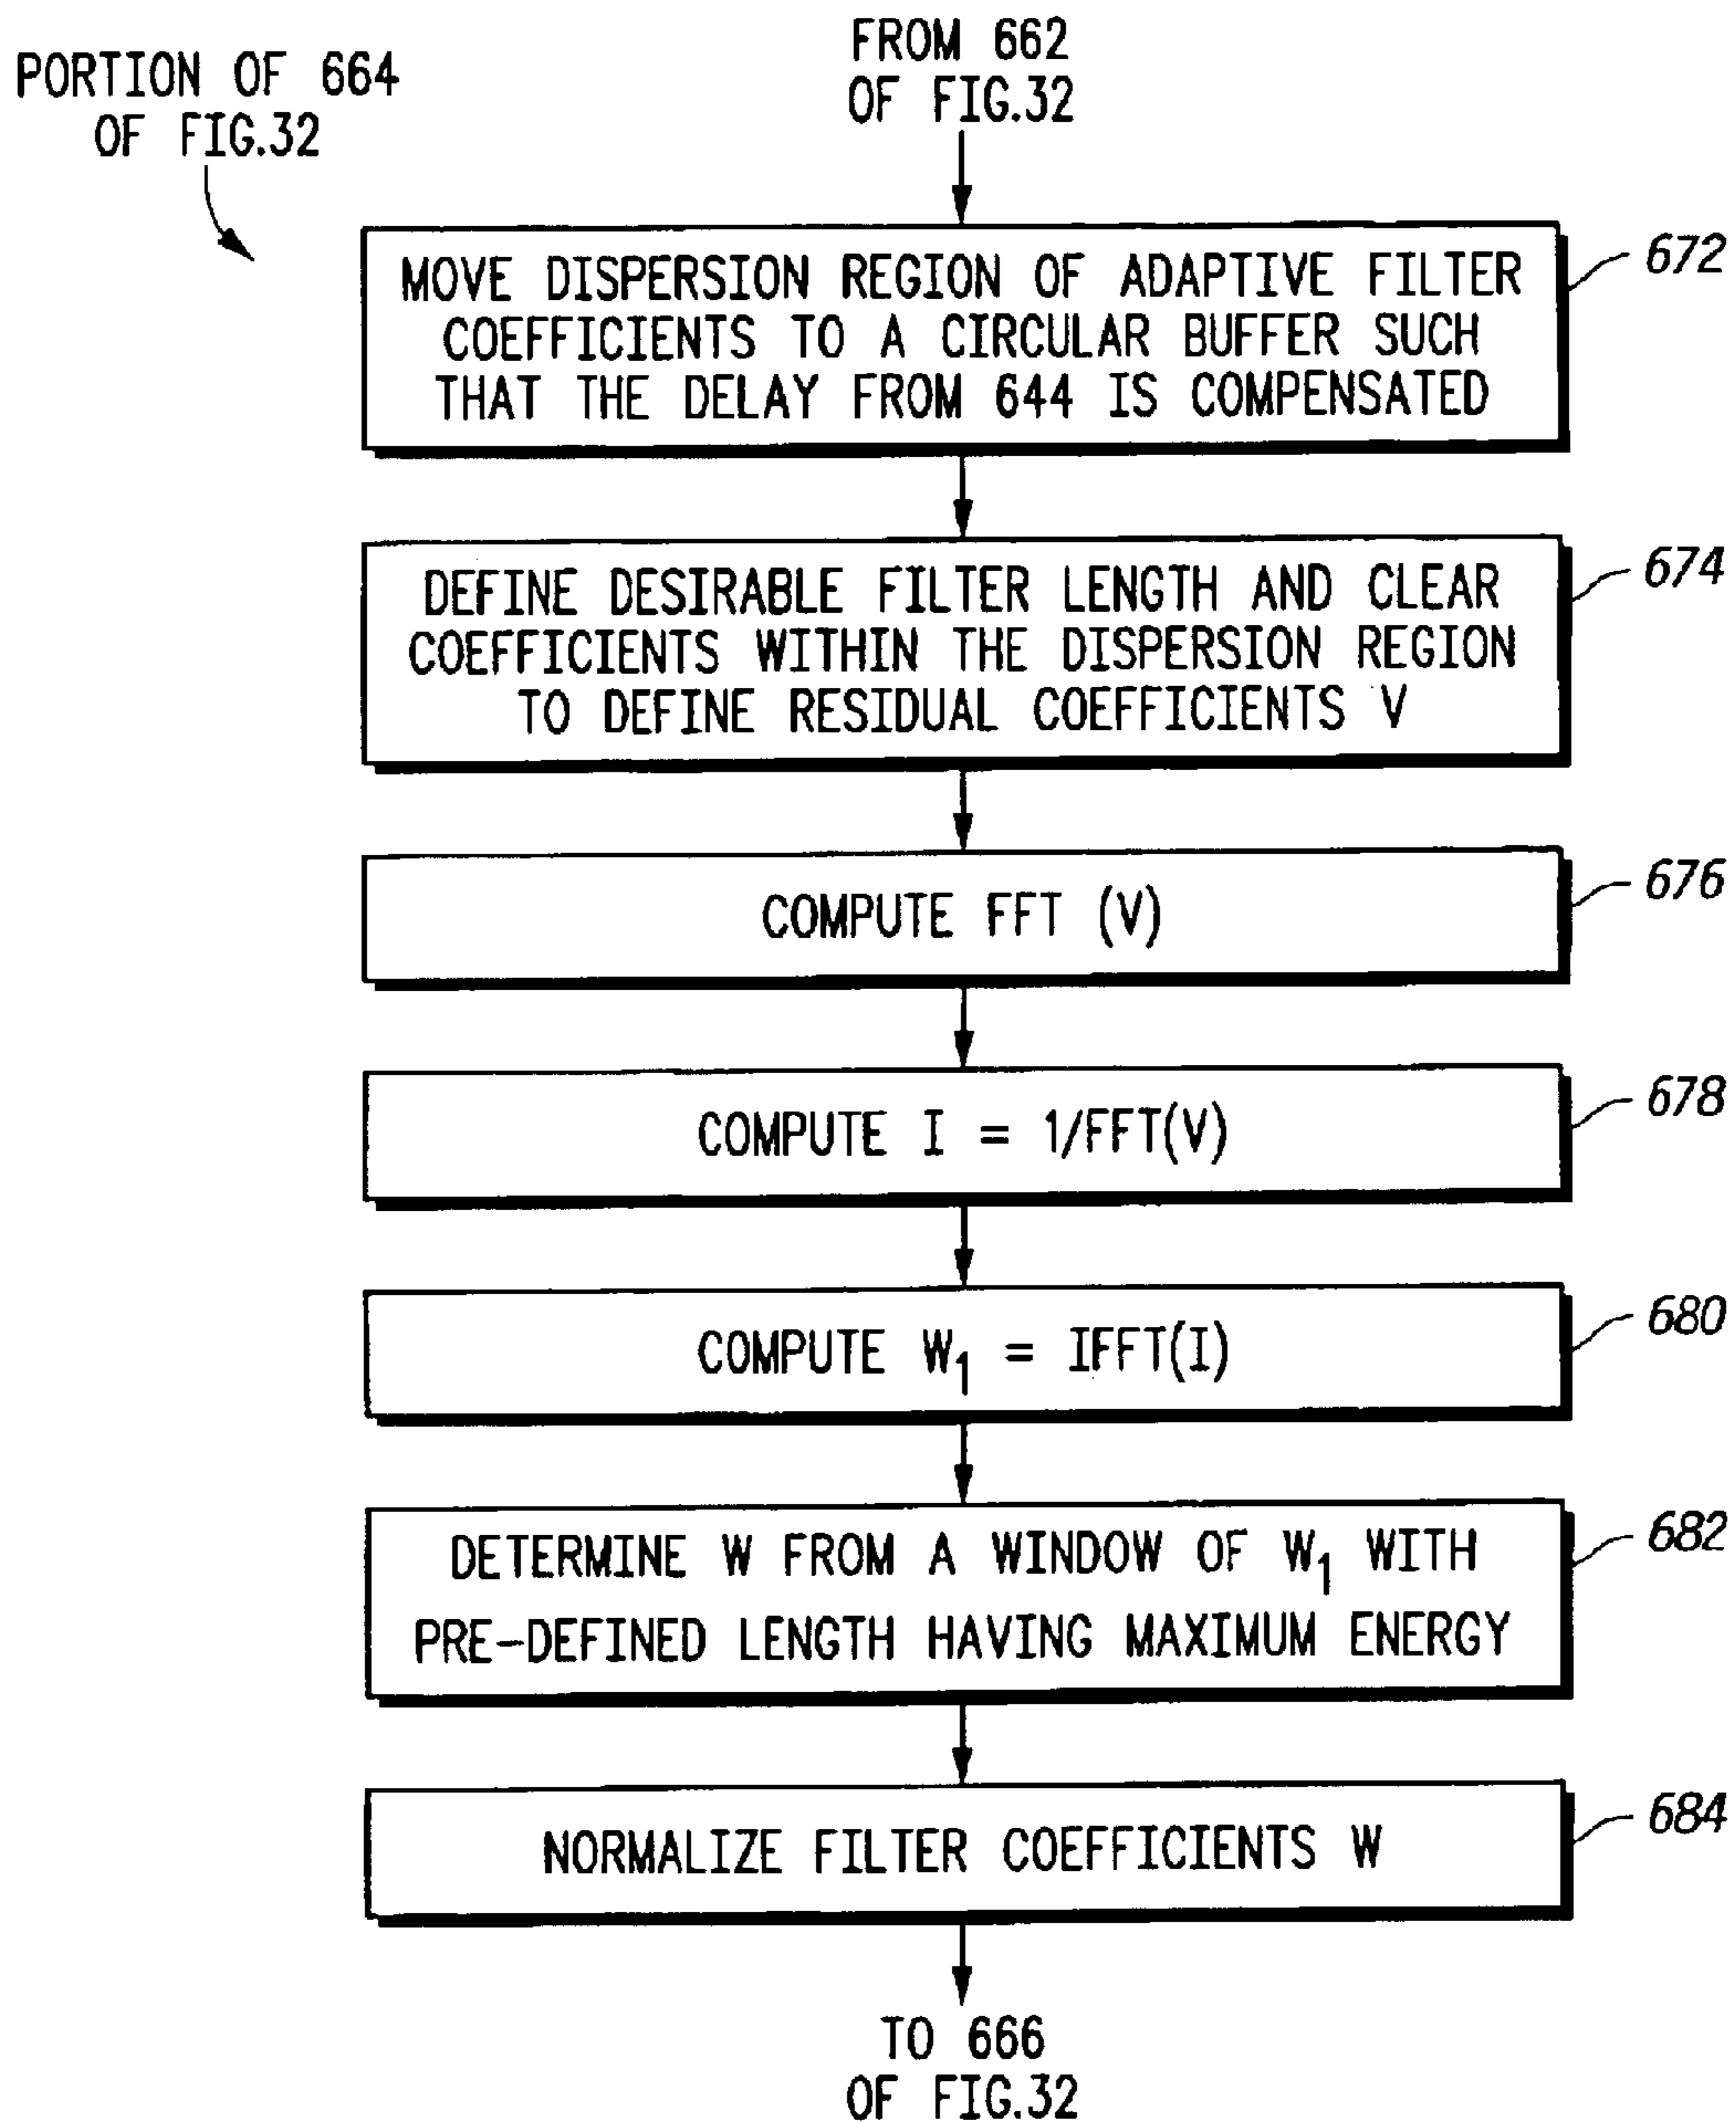 PORTION OF 664
OF FIG.32
FROM 662
OF FIG.32
MOVE DISPERSION REGION OF ADAPTIVE FILTER
COEFFICIENTS TO A CIRCULAR BUFFER SUCH
THAT THE DELAY FROM 644 IS COMPENSATED
672
DEFINE DESIRABLE FILTER LENGTH AND CLEAR
COEFFICIENTS WITHIN THE DISPERSION REGION
TO DEFINE RESIDUAL COEFFICIENTS V
674
COMPUTE FFT (V)
676
COMPUTE I = 1/FFT(V)
678
COMPUTE W₁ = IFFT(I)
680
DETERMINE W FROM A WINDOW OF W₁ WITH
PRE-DEFINED LENGTH HAVING MAXIMUM ENERGY
682
NORMALIZE FILTER COEFFICIENTS W
684
TO 666
OF FIG.32